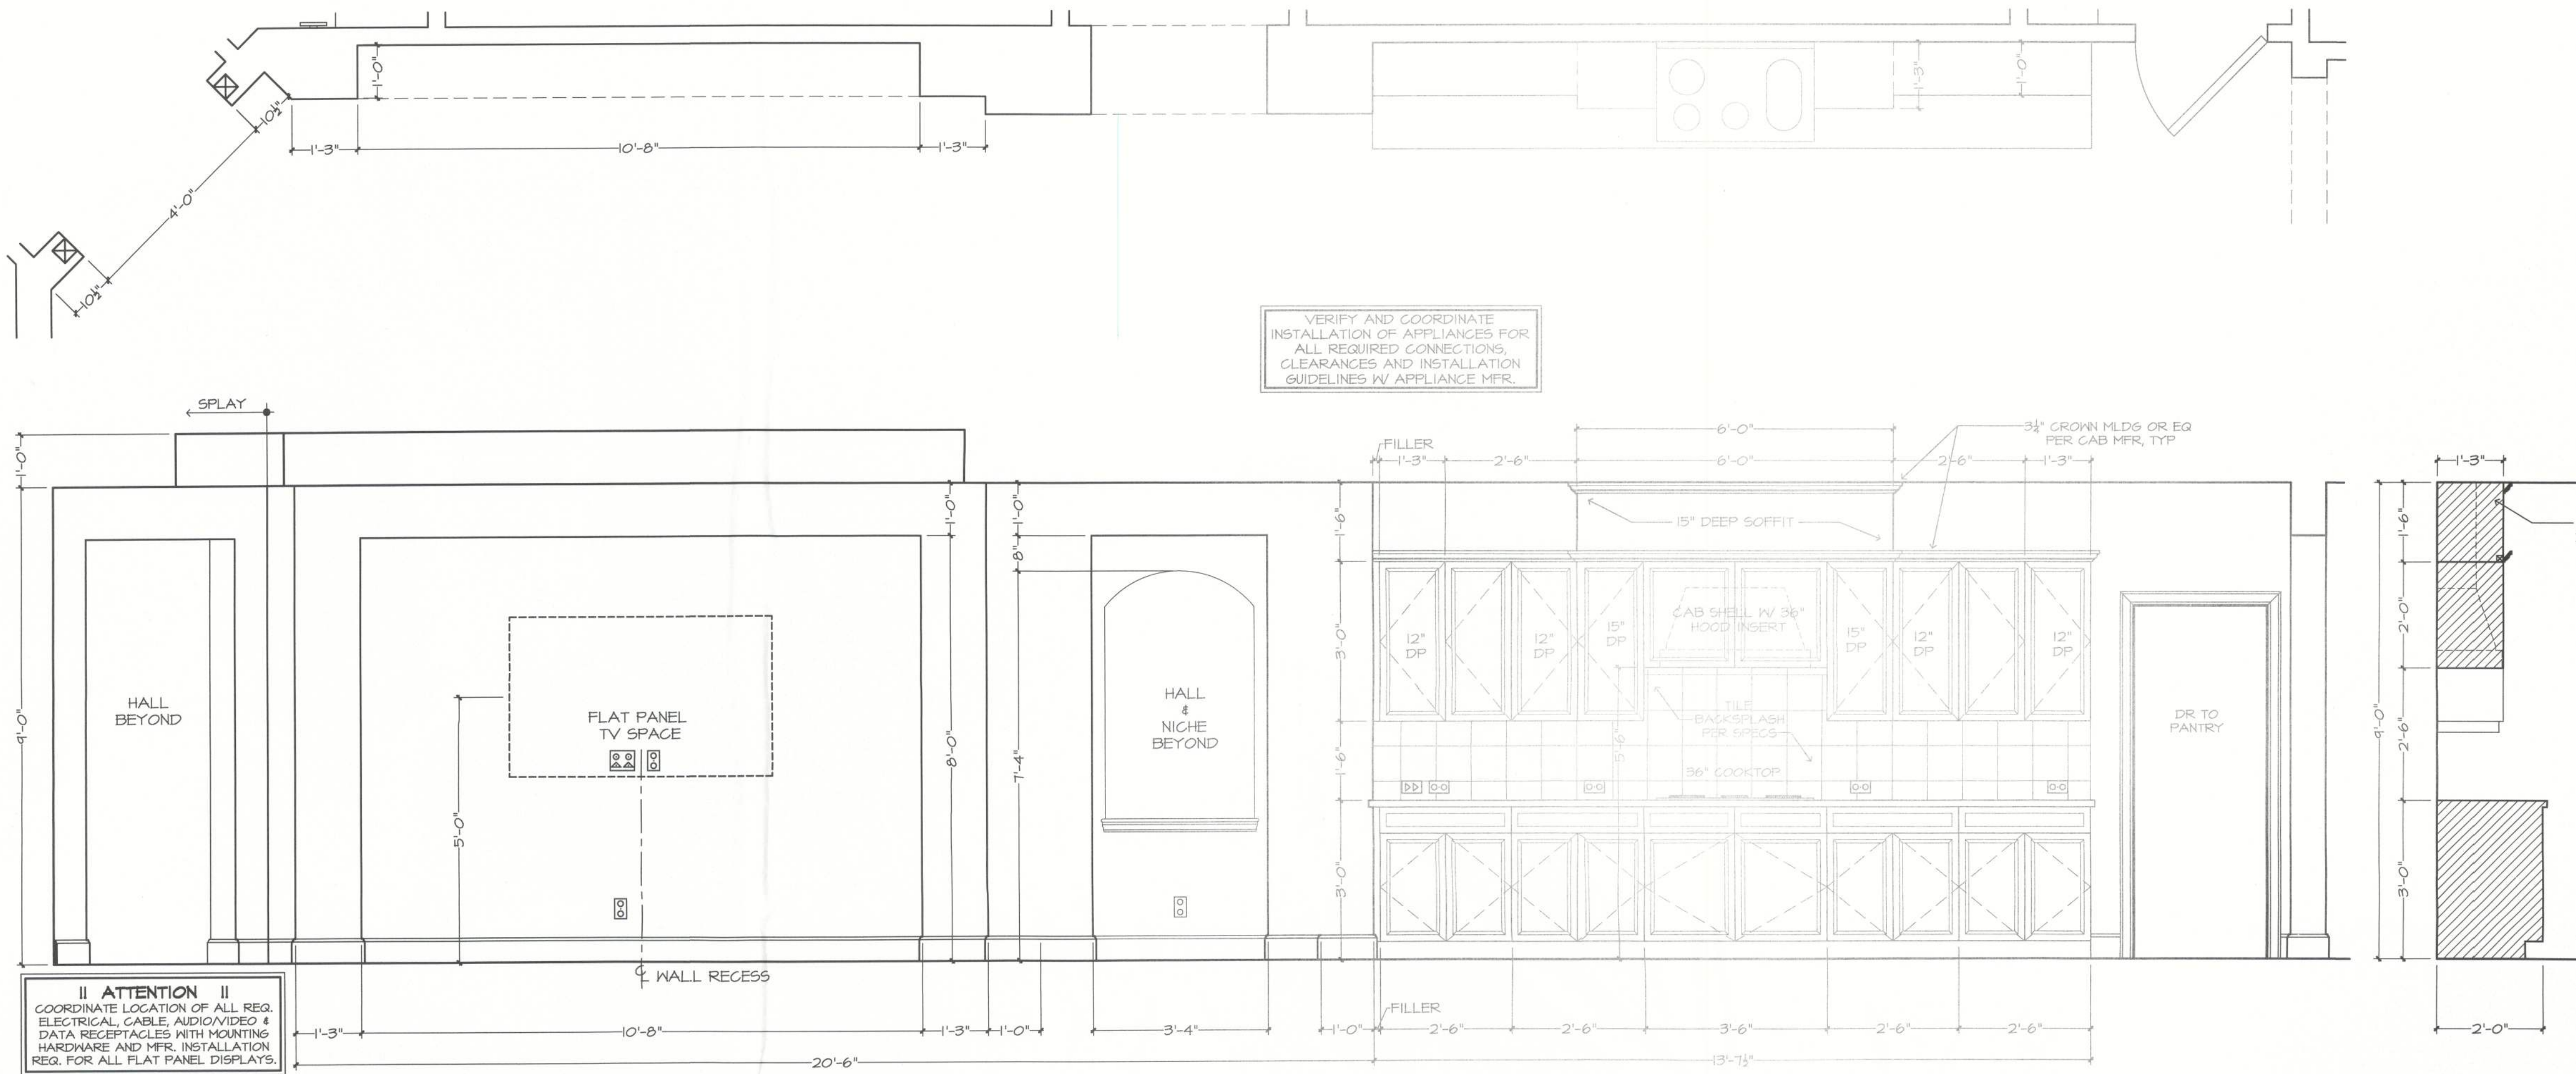 1'-0"
1'-3"
1'-0"
10½"
1'-3"
10'-8"
1'-3"
4'-0"
10½"
VERIFY AND COORDINATE
INSTALLATION OF APPLIANCES FOR
ALL REQUIRED CONNECTIONS,
CLEARANCES AND INSTALLATION
GUIDELINES W/ APPLIANCE MFR.
SPLAY
1'-0"
9'-0"
HALL
BEYOND
FLAT PANEL
TV SPACE
5'-0"
1'-0"
8'-0"
1'-0"
8"
7'-4"
HALL
&
NICHE
BEYOND
FILLER
6'-0"
1'-3"
2'-6"
6'-0"
2'-6"
1'-3"
3¼" CROWN MLDG OR EQ
PER CAB MFR, TYP
15" DEEP SOFFIT
1'-6"
3'-0"
1'-6"
3'-0"
12"
DP
12"
DP
15"
DP
CAB SHELL W/ 36"
HOOD INSERT
15"
DP
12"
DP
12"
DP
TILE
BACKSPLASH
PER SPECS
5'-6"
36" COOKTOP
DR TO
PANTRY
1'-3"
9'-0"
1'-6"
2'-0"
2'-6"
3'-0"
2'-0"
℄ WALL RECESS
!! ATTENTION !!
COORDINATE LOCATION OF ALL REQ.
ELECTRICAL, CABLE, AUDIO/VIDEO &
DATA RECEPTACLES WITH MOUNTING
HARDWARE AND MFR. INSTALLATION
REQ. FOR ALL FLAT PANEL DISPLAYS.
1'-3"
10'-8"
1'-3"
1'-0"
3'-4"
1'-0"
FILLER
2'-6"
2'-6"
3'-6"
2'-6"
2'-6"
20'-6"
13'-7½"